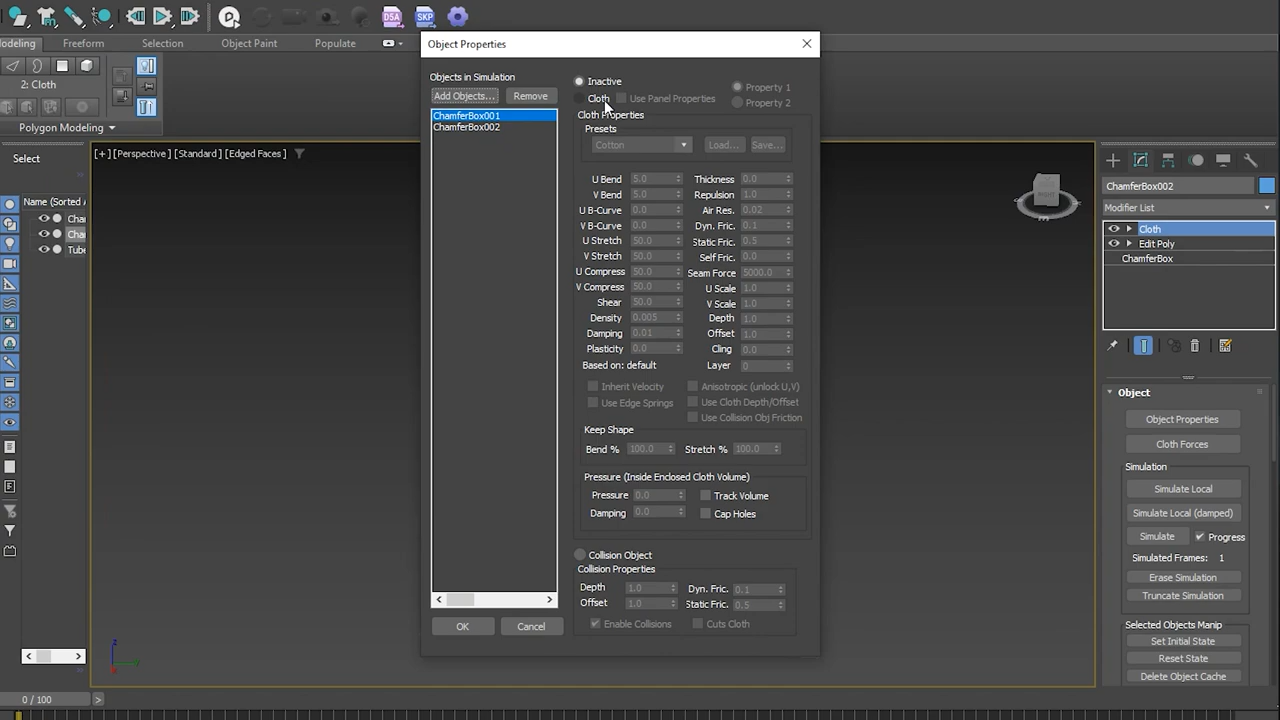 DSA
SKP
Object Properties
odeling
Freeform
Selection
Object Paint
Populate
2: Cloth
Polygon Modeling
Objects in Simulation
Add Objects...
Remove
ChamferBox001
ChamferBox002
Inactive
Cloth
Use Panel Properties
Property 1
Property 2
Cloth Properties
Presets
Cotton
Load...
Save...
U Bend 5.0 Thickness 0.0
V Bend 5.0 Repulsion 1.0
U B-Curve 0.0 Air Res. 0.02
V B-Curve 0.0 Dyn. Fric. 0.1
U Stretch 50.0 Static Fric. 0.5
V Stretch 50.0 Self Fric. 0.0
U Compress 50.0 Seam Force 5000.0
V Compress 50.0 U Scale 1.0
Shear 50.0 V Scale 1.0
Density 0.005 Depth 1.0
Damping 0.01 Offset 1.0
Plasticity 0.0 Cling 0.0
Based on: default Layer 0
Inherit Velocity Anisotropic (unlock U,V)
Use Edge Springs Use Cloth Depth/Offset
Use Collision Obj Friction
Keep Shape
Bend % 100.0 Stretch % 100.0
Pressure (Inside Enclosed Cloth Volume)
Pressure 0.0 Track Volume
Damping 0.0 Cap Holes
Collision Object
Collision Properties
Depth 1.0 Dyn. Fric. 0.1
Offset 1.0 Static Fric. 0.5
Enable Collisions Cuts Cloth
OK
Cancel
Select
[+] [Perspective] [Standard] [Edged Faces]
Name (Sorted A
Cha
Cha
Tube
RIGHT
z
0 / 100
ChamferBox002
Modifier List
Cloth
Edit Poly
ChamferBox
Object
Object Properties
Cloth Forces
Simulation
Simulate Local
Simulate Local (damped)
Simulate Progress
Simulated Frames: 1
Erase Simulation
Truncate Simulation
Selected Objects Manip
Set Initial State
Reset State
Delete Object Cache